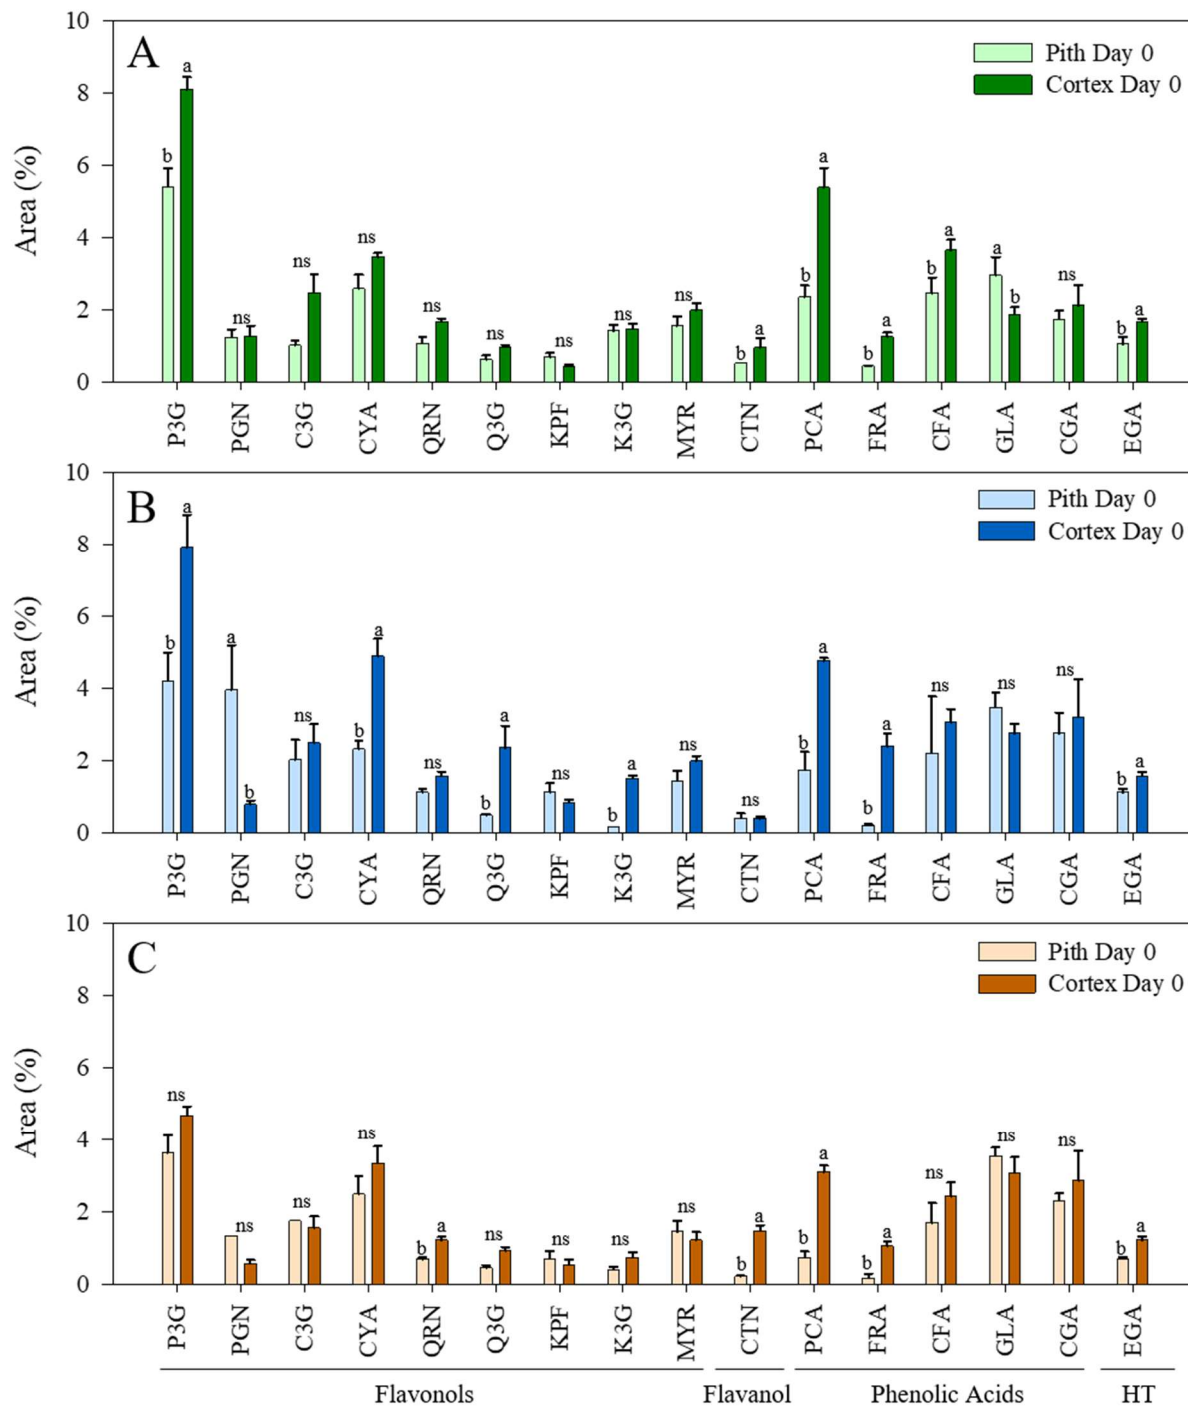 A
Pith Day 0
Cortex Day 0
Area (%)
10
8
6
4
2
0
b a ns ns ns ns ns ns ns ns b a b a b a b a a b ns b a
P3G PGN C3G CYA QRN Q3G KPF K3G MYR CTN PCA FRA CFA GLA CGA EGA
B
Pith Day 0
Cortex Day 0
Area (%)
10
8
6
4
2
0
b a a b ns b a ns b a ns b a ns ns b a b a ns ns ns b a
P3G PGN C3G CYA QRN Q3G KPF K3G MYR CTN PCA FRA CFA GLA CGA EGA
C
Pith Day 0
Cortex Day 0
Area (%)
10
8
6
4
2
0
ns ns ns ns b a ns ns ns ns b a b a b a ns ns ns b a
P3G PGN C3G CYA QRN Q3G KPF K3G MYR CTN PCA FRA CFA GLA CGA EGA
Flavonols Flavanol Phenolic Acids HT